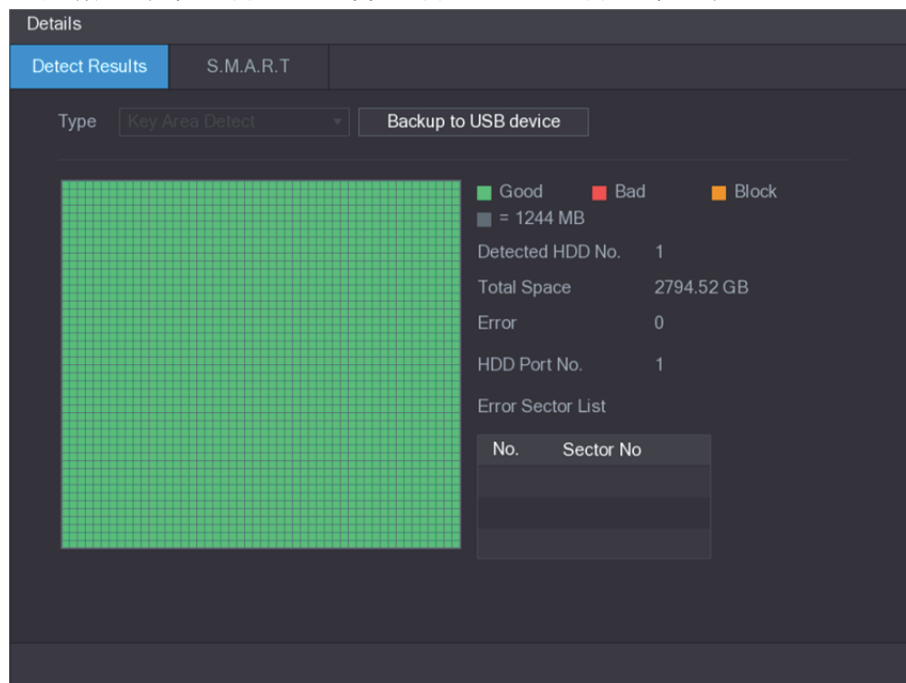 Details
Detect Results S.M.A.R.T
Type Key Area Detect Backup to USB device
Good Bad Block
= 1244 MB
Detected HDD No. 1
Total Space 2794.52 GB
Error 0
HDD Port No. 1
Error Sector List
No. Sector No